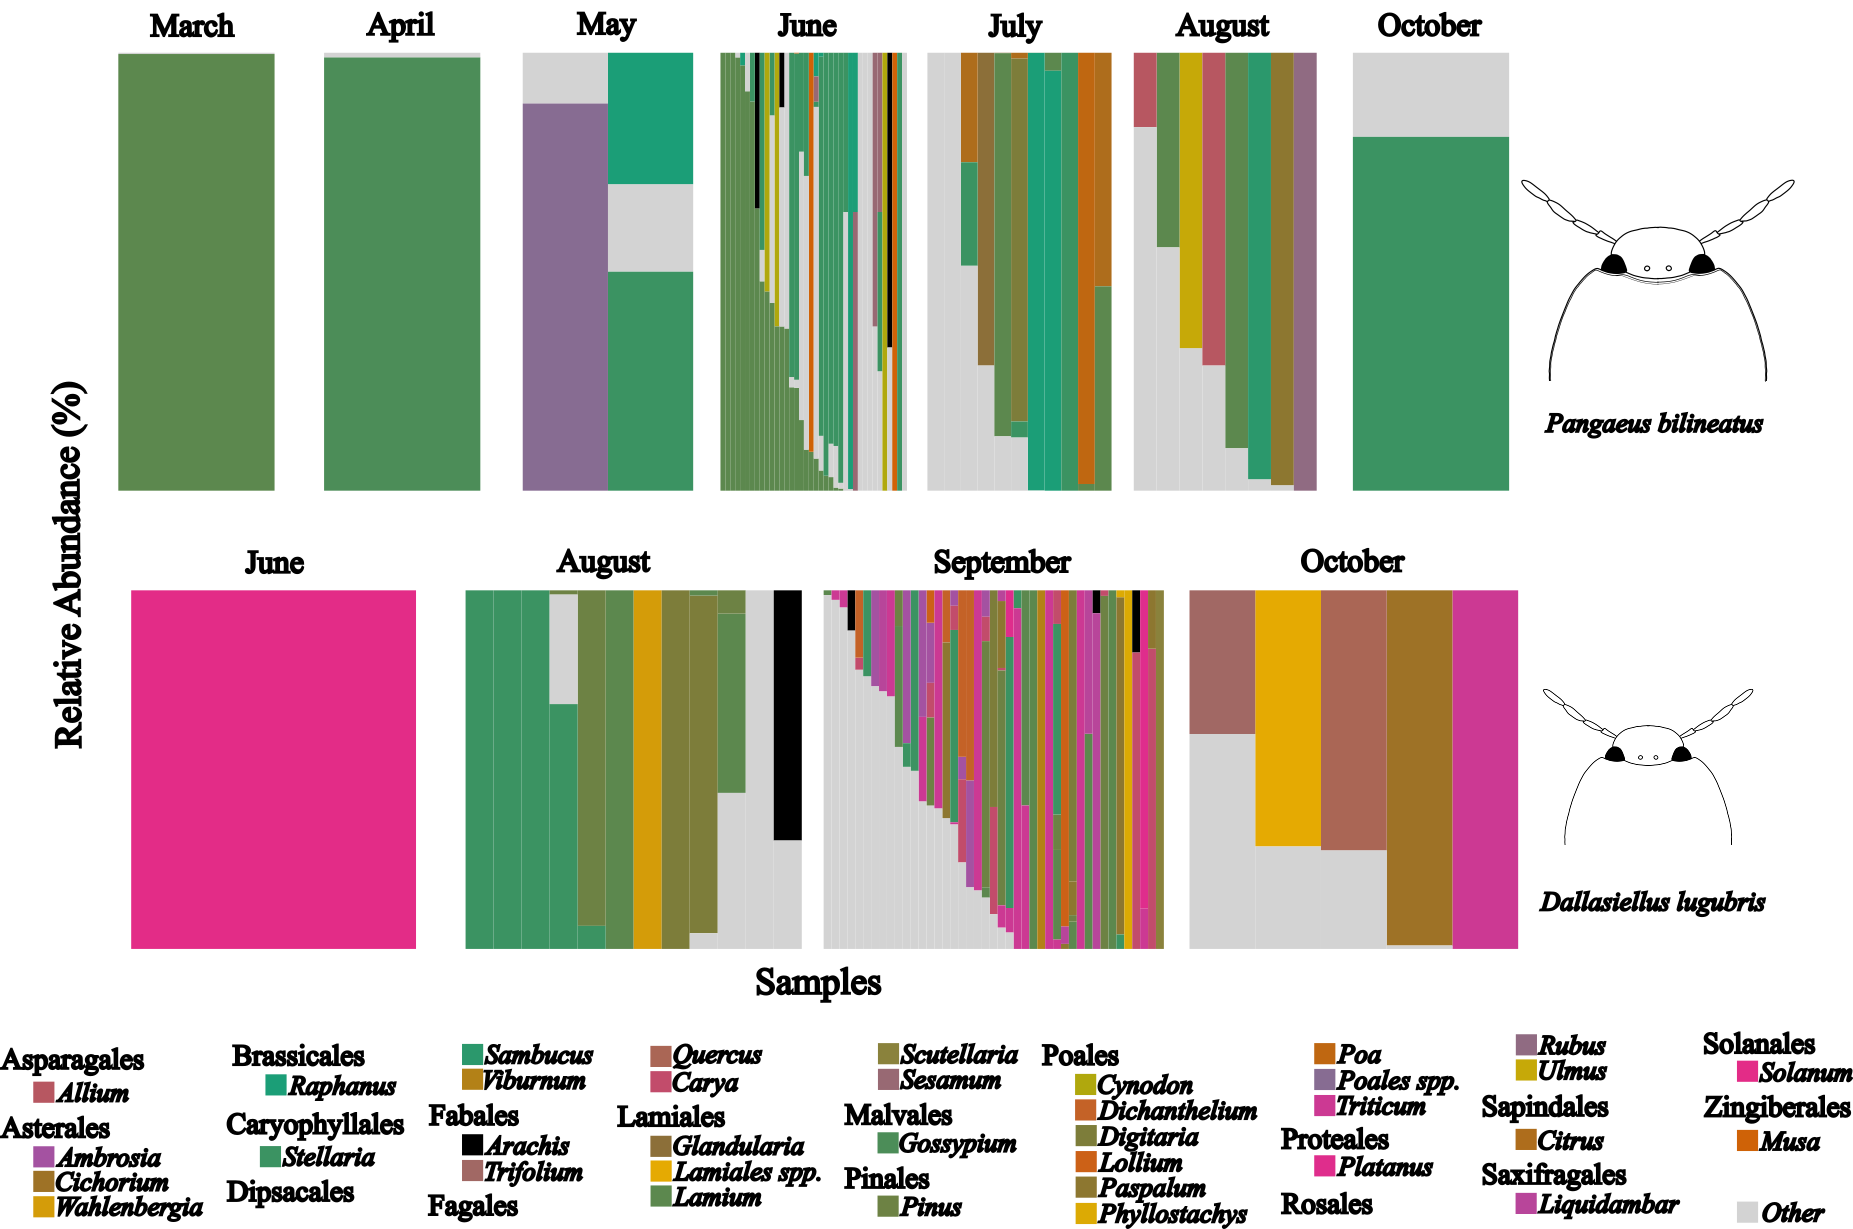 March April May June July August October
Relative Abundance (%)
Pangaeus bilineatus
June August September October
Dallasiellus lugubris
Samples
Asparagales
Allium
Asterales
Ambrosia
Cichorium
Wahlenbergia
Brassicales
Raphanus
Caryophyllales
Stellaria
Dipsacales
Sambucus
Viburnum
Fabales
Arachis
Trifolium
Fagales
Quercus
Carya
Lamiales
Glandularia
Lamiales spp.
Lamium
Scutellaria
Sesamum
Malvales
Gossypium
Pinales
Pinus
Poales
Cynodon
Dichanthelium
Digitaria
Lollium
Paspalum
Phyllostachys
Poa
Poales spp.
Triticum
Proteales
Platanus
Rosales
Rubus
Ulmus
Sapindales
Citrus
Saxifragales
Liquidambar
Solanales
Solanum
Zingiberales
Musa
Other